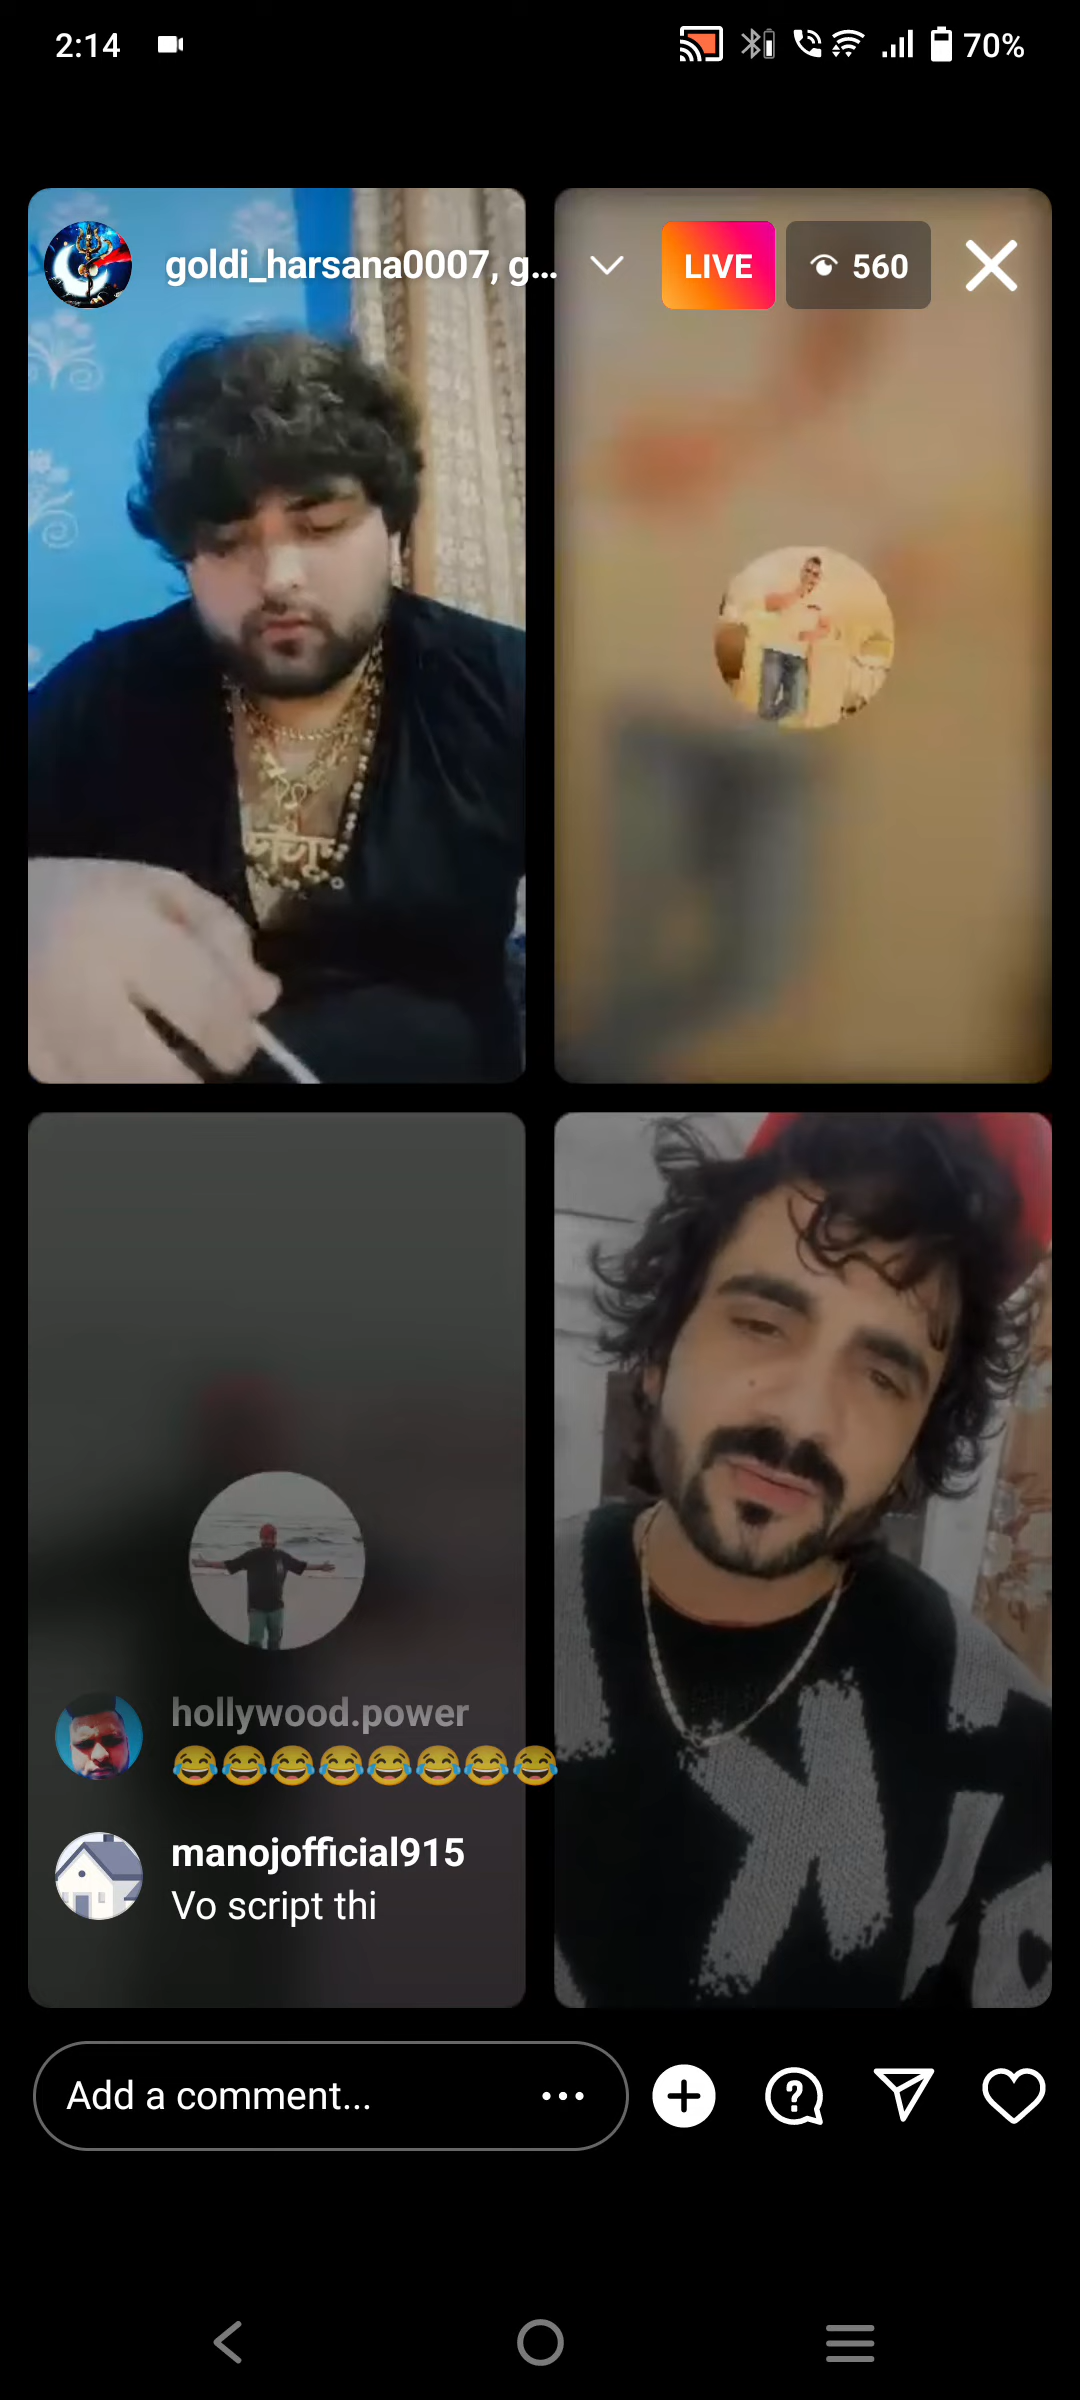 2:14
70%
goldi_harsana0007, g...
LIVE
560
hollywood.power
😂😂😂😂😂😂😂😂
manojofficial915
Vo script thi
Add a comment...